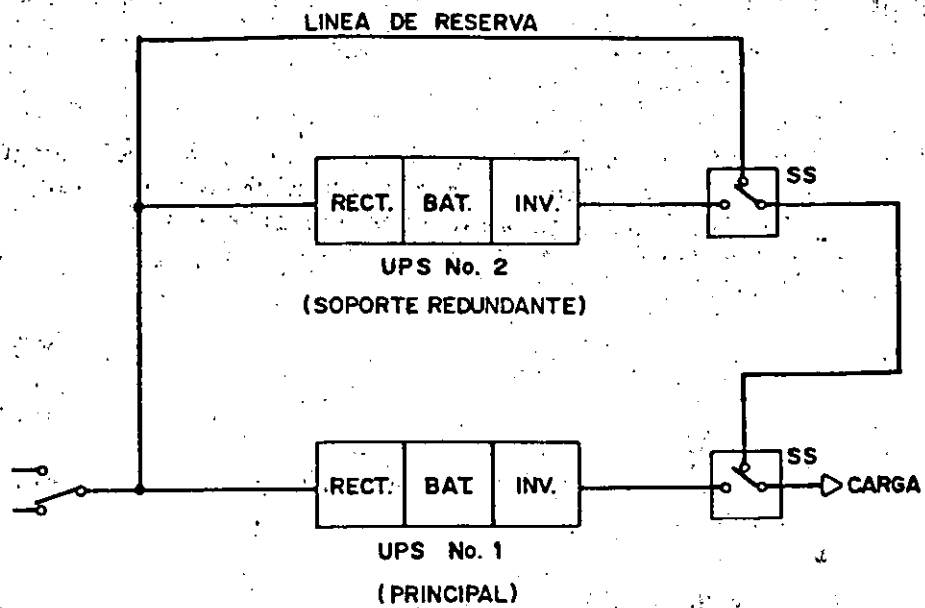 LINEA DE RESERVA
SS
RECT. BAT. INV.
UPS No. 2
(SOPORTE REDUNDANTE)
SS
RECT. BAT. INV.
CARGA
UPS No. 1
(PRINCIPAL)